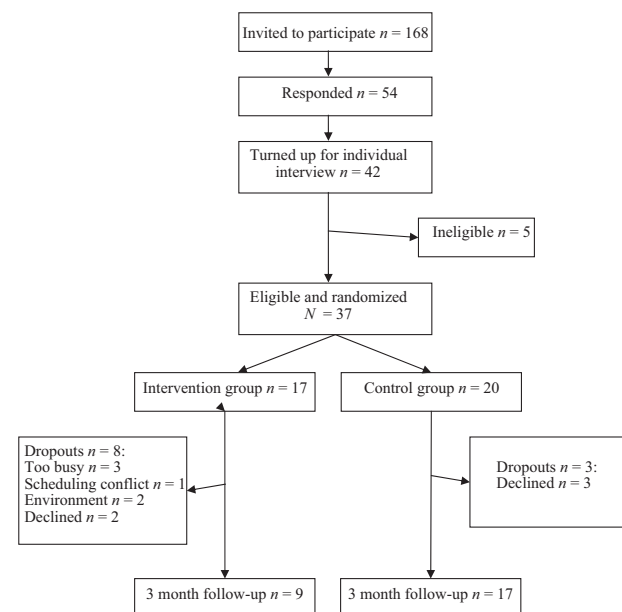 Invited to participate n = 168
Responded n = 54
Turned up for individual
interview n = 42
Ineligible n = 5
Eligible and randomized
N = 37
Intervention group n = 17
Control group n = 20
Dropouts n = 8:
Too busy n = 3
Scheduling conflict n = 1
Environment n = 2
Declined n = 2
Dropouts n = 3:
Declined n = 3
3 month follow-up n = 9
3 month follow-up n = 17